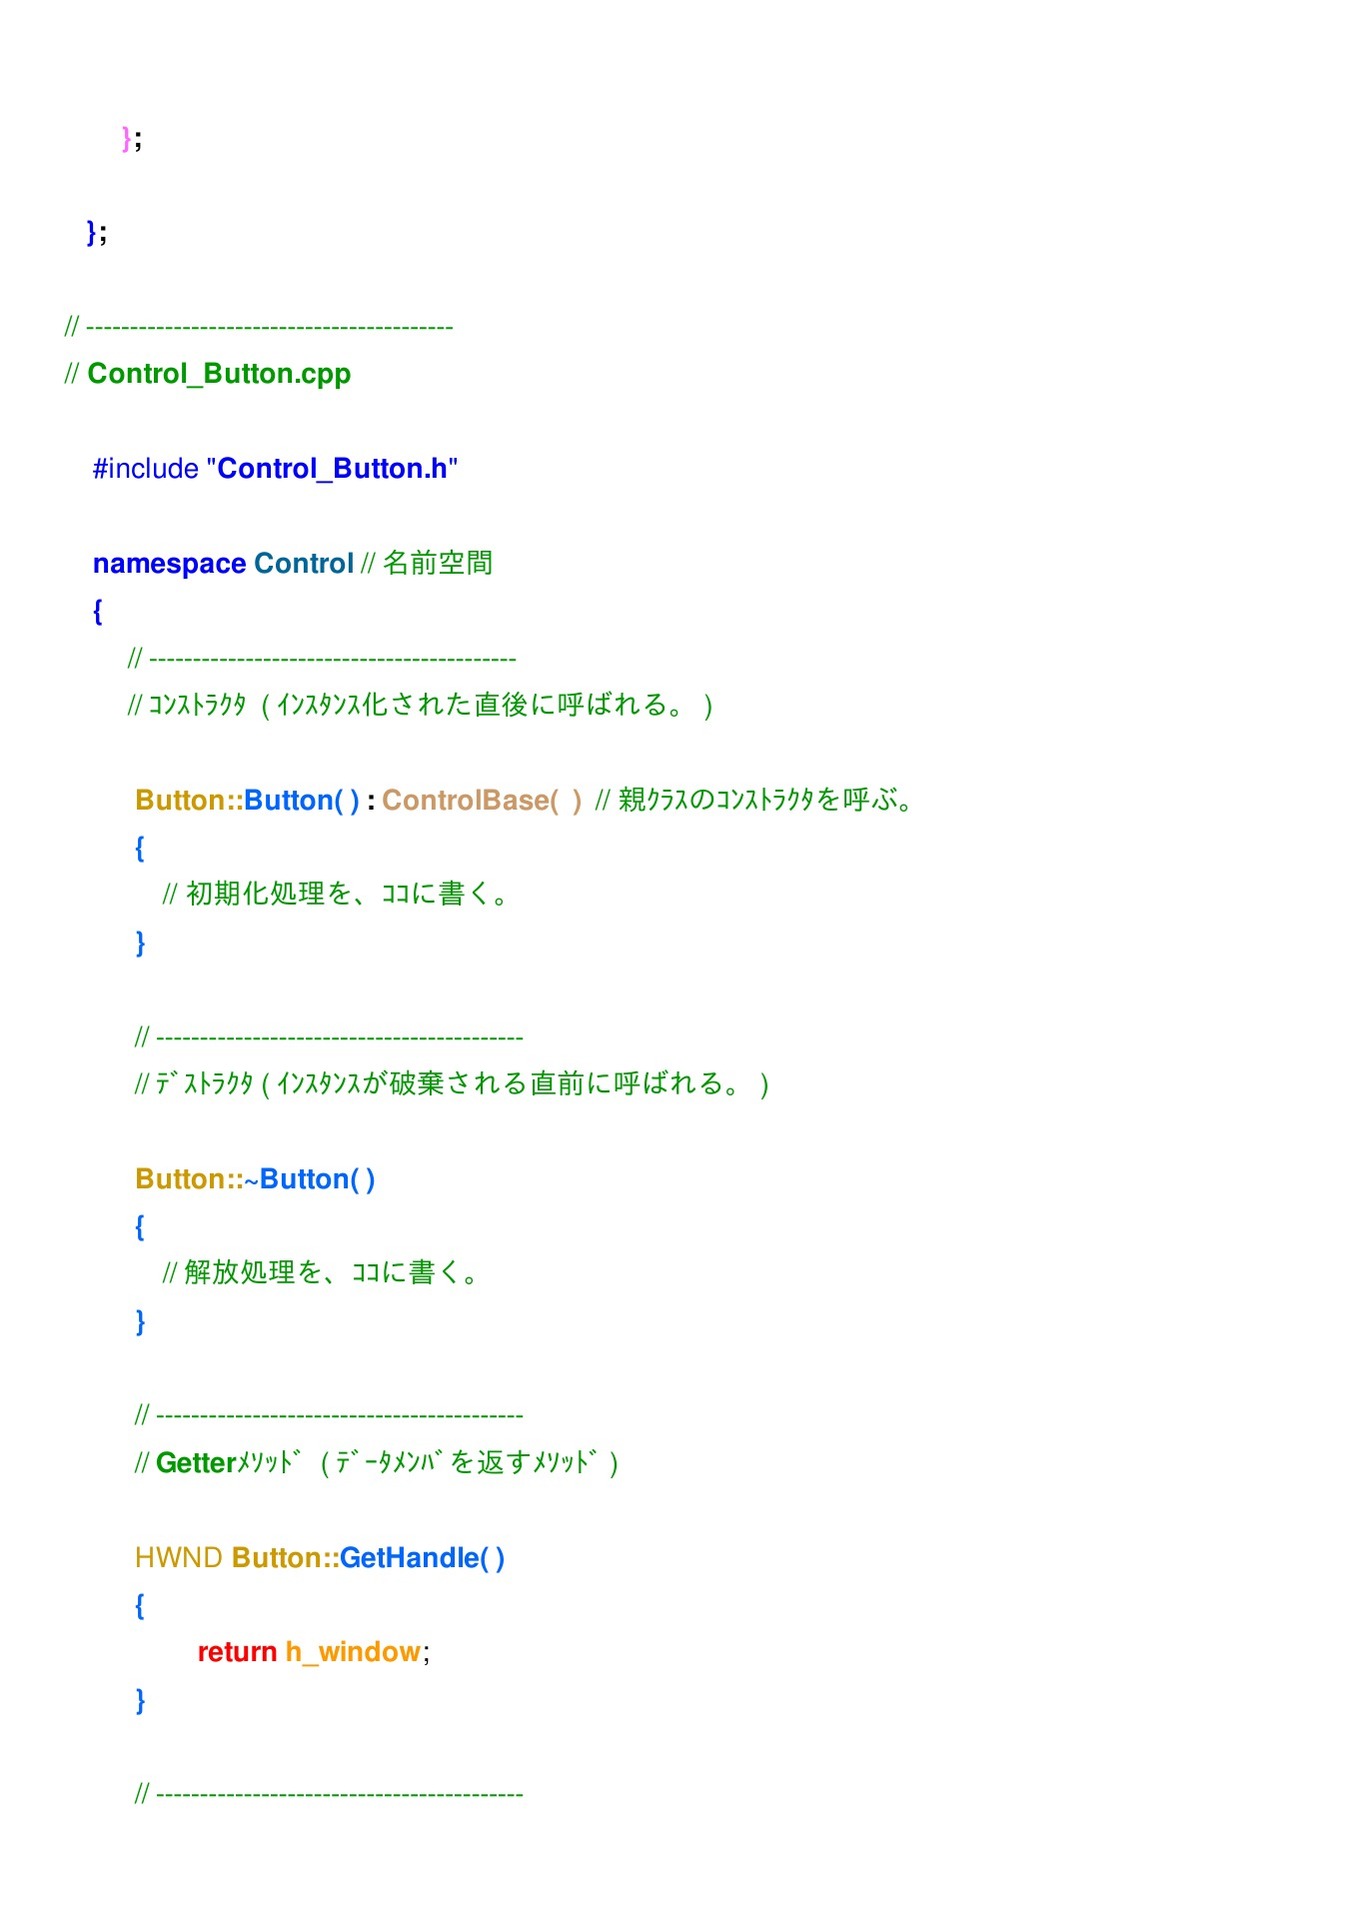 };
};
// ------------------------------------------
// Control_Button.cpp
#include "Control_Button.h"
namespace Control // 名前空間
{
// ------------------------------------------
// ｺﾝｽﾄﾗｸﾀ ( ｲﾝｽﾀﾝｽ化された直後に呼ばれる。 )
Button::Button( ) : ControlBase( ) // 親ｸﾗｽのｺﾝｽﾄﾗｸﾀを呼ぶ。
{
// 初期化処理を、ｺｺに書く。
}
// ------------------------------------------
// ﾃﾞｽﾄﾗｸﾀ ( ｲﾝｽﾀﾝｽが破棄される直前に呼ばれる。 )
Button::~Button( )
{
// 解放処理を、ｺｺに書く。
}
// ------------------------------------------
// Getterﾒｿｯﾄﾞ ( ﾃﾞｰﾀﾒﾝﾊﾞを返すﾒｿｯﾄﾞ )
HWND Button::GetHandle( )
{
return h_window;
}
// ------------------------------------------